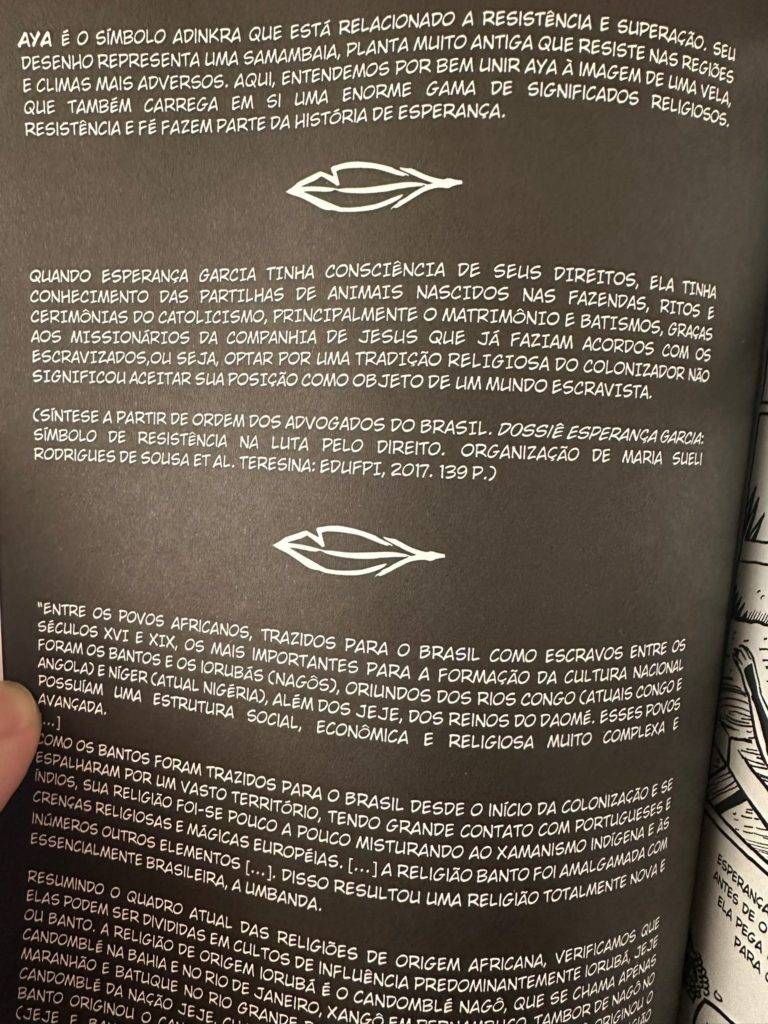 AYA É O SÍMBOLO ADINKRA QUE ESTÁ RELACIONADO A RESISTÊNCIA E SUPERAÇÃO. SEU
DESENHO REPRESENTA UMA SAMAMBAIA, PLANTA MUITO ANTIGA QUE RESISTE NAS REGIÕES
E CLIMAS MAIS ADVERSOS. AQUI, ENTENDEMOS POR BEM UNIR AYA À IMAGEM DE UMA VELA,
QUE TAMBÉM CARREGA EM SI UMA ENORME GAMA DE SIGNIFICADOS RELIGIOSOS.
RESISTÊNCIA E FÉ FAZEM PARTE DA HISTÓRIA DE ESPERANÇA.
QUANDO ESPERANÇA GARCIA TINHA CONSCIÊNCIA DE SEUS DIREITOS, ELA TINHA
CONHECIMENTO DAS PARTILHAS DE ANIMAIS NASCIDOS NAS FAZENDAS, RITOS E
CERIMÔNIAS DO CATOLICISMO, PRINCIPALMENTE O MATRIMÔNIO E BATISMOS, GRAÇAS
AOS MISSIONÁRIOS DA COMPANHIA DE JESUS QUE JÁ FAZIAM ACORDOS COM OS
ESCRAVIZADOS,OU SEJA, OPTAR POR UMA TRADIÇÃO RELIGIOSA DO COLONIZADOR NÃO
SIGNIFICOU ACEITAR SUA POSIÇÃO COMO OBJETO DE UM MUNDO ESCRAVISTA.
(SÍNTESE A PARTIR DE ORDEM DOS ADVOGADOS DO BRASIL. DOSSIÊ ESPERANÇA GARCIA:
SÍMBOLO DE RESISTÊNCIA NA LUTA PELO DIREITO. ORGANIZAÇÃO DE MARIA SUELI
RODRIGUES DE SOUSA ET AL. TERESINA: EDUFPI, 2017. 139 P.)
"ENTRE OS POVOS AFRICANOS, TRAZIDOS PARA O BRASIL COMO ESCRAVOS ENTRE OS
SÉCULOS XVI E XIX, OS MAIS IMPORTANTES PARA A FORMAÇÃO DA CULTURA NACIONAL
FORAM OS BANTOS E OS IORUBÁS (NAGÔS), ORIUNDOS DOS RIOS CONGO (ATUAIS CONGO E
ANGOLA) E NÍGER (ATUAL NIGÉRIA), ALÉM DOS JEJE, DOS REINOS DO DAOMÉ. ESSES POVOS
POSSUÍAM UMA ESTRUTURA SOCIAL, ECONÔMICA E RELIGIOSA MUITO COMPLEXA E
AVANÇADA.
[...]
COMO OS BANTOS FORAM TRAZIDOS PARA O BRASIL DESDE O INÍCIO DA COLONIZAÇÃO E SE
ESPALHARAM POR UM VASTO TERRITÓRIO, TENDO GRANDE CONTATO COM PORTUGUESES E
ÍNDIOS, SUA RELIGIÃO FOI-SE POUCO A POUCO MISTURANDO AO XAMANISMO INDÍGENA E ÀS
CRENÇAS RELIGIOSAS E MÁGICAS EUROPÉIAS. [...] A RELIGIÃO BANTO FOI AMALGAMADA COM
INÚMEROS OUTROS ELEMENTOS [...]. DISSO RESULTOU UMA RELIGIÃO TOTALMENTE NOVA E
ESSENCIALMENTE BRASILEIRA, A UMBANDA.
RESUMINDO O QUADRO ATUAL DAS RELIGIÕES DE ORIGEM AFRICANA, VERIFICAMOS QUE
ELAS PODEM SER DIVIDIDAS EM CULTOS DE INFLUÊNCIA PREDOMINANTEMENTE IORUBÁ, JEJE
OU BANTO. A RELIGIÃO DE ORIGEM IORUBÁ É O CANDOMBLÉ NAGÔ, QUE SE CHAMA APENAS
CANDOMBLÉ NA BAHIA E NO RIO DE JANEIRO, XANGÔ EM PERNAMBUCO, TAMBOR DE NAGÔ NO
MARANHÃO E BATUQUE NO RIO GRANDE
CANDOMBLÉ DA NAÇÃO JEJE,
BANTO ORIGINOU O
(JEJE E
ESPERANÇA
ANTES DE O
ELA PEGA
PARA